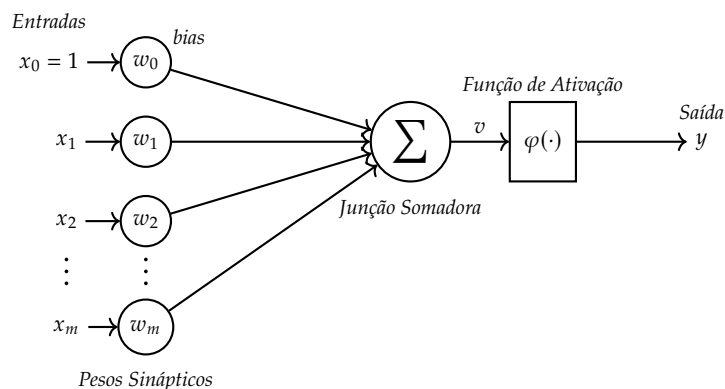 Entradas
x₀ = 1
w₀
bias
x₁
w₁
x₂
w₂
⋮
⋮
xₘ
wₘ
Pesos Sinápticos
∑
Junção Somadora
v
Função de Ativação
φ(·)
Saída
y